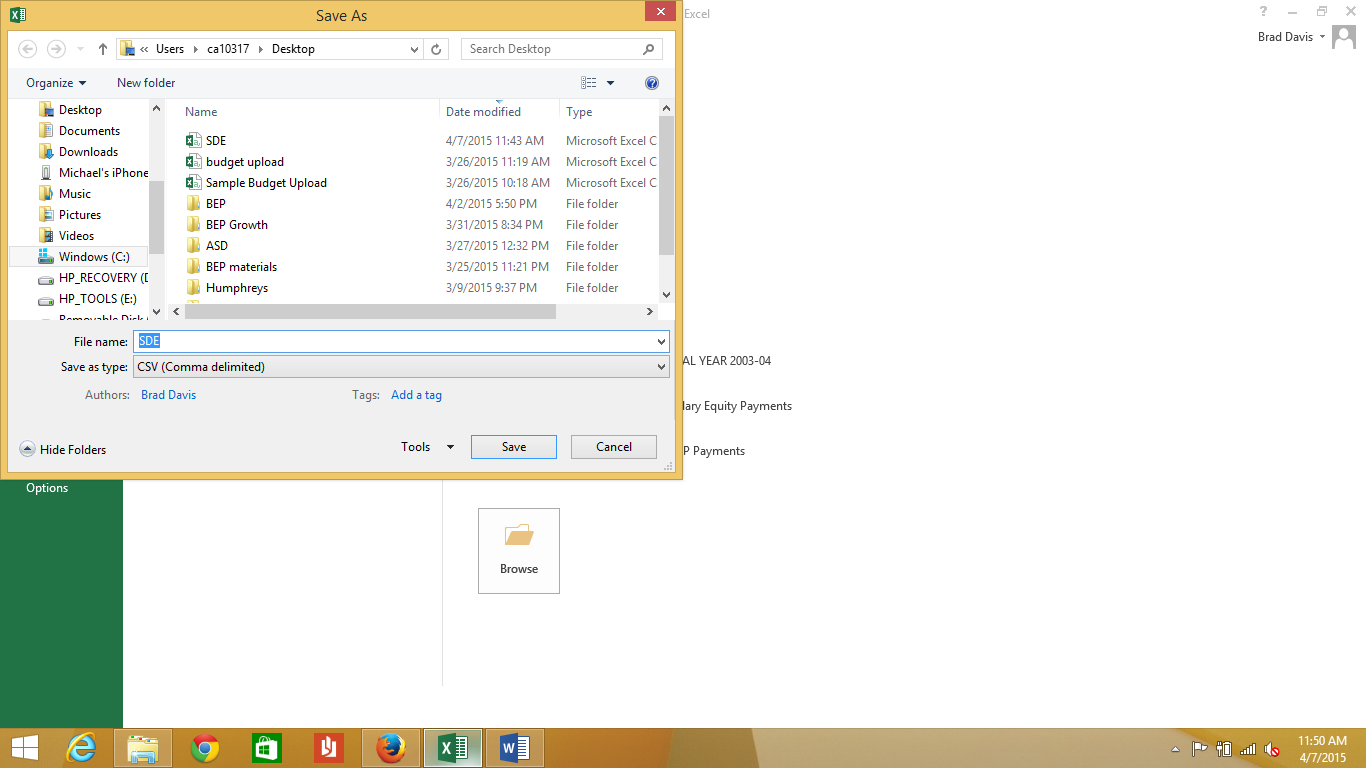 Save As
Excel
?
Users
ca10317
Desktop
Search Desktop
Brad Davis
Organize
New folder
?
Name
Date modified
Type
Desktop
Documents
Downloads
Michael's iPhone
Music
Pictures
Videos
Windows (C:)
HP_RECOVERY (D
HP_TOOLS (E:)
Removable Disk
SDE 4/7/2015 11:43 AM Microsoft Excel C
budget upload 3/26/2015 11:19 AM Microsoft Excel C
Sample Budget Upload 3/26/2015 10:18 AM Microsoft Excel C
BEP 4/2/2015 5:50 PM File folder
BEP Growth 3/31/2015 8:34 PM File folder
ASD 3/27/2015 12:32 PM File folder
BEP materials 3/25/2015 11:21 PM File folder
Humphreys 3/9/2015 9:37 PM File folder
File name: SDE
Save as type: CSV (Comma delimited)
Authors: Brad Davis
Tags: Add a tag
Hide Folders
Tools
Save
Cancel
AL YEAR 2003-04
lary Equity Payments
P Payments
Options
Browse
11:50 AM
4/7/2015